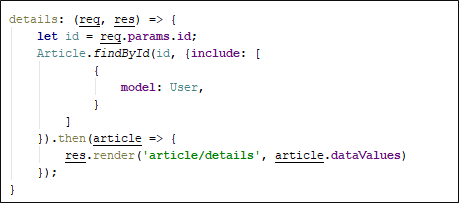 details: (req, res) => {
    let id = req.params.id;
    Article.findById(id, {include: [
        {
            model: User,
        }
    ]
    }).then(article => {
        res.render('article/details', article.dataValues)
    });
}